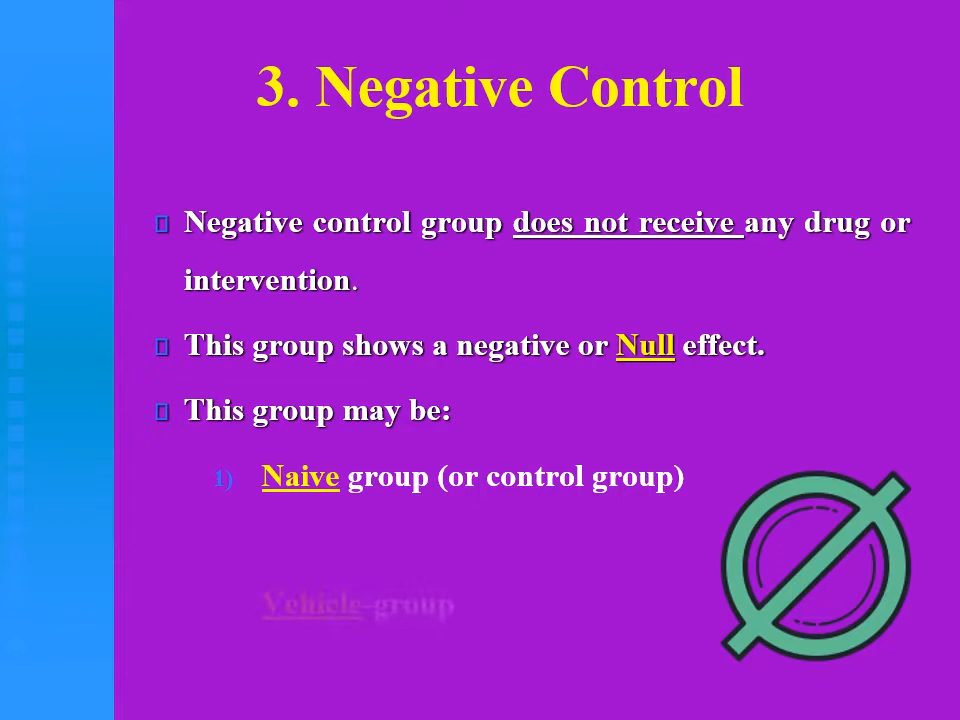 3. Negative Control
Negative control group does not receive any drug or
intervention.
This group shows a negative or Null effect.
This group may be:
1) Naive group (or control group)
Vehicle-group